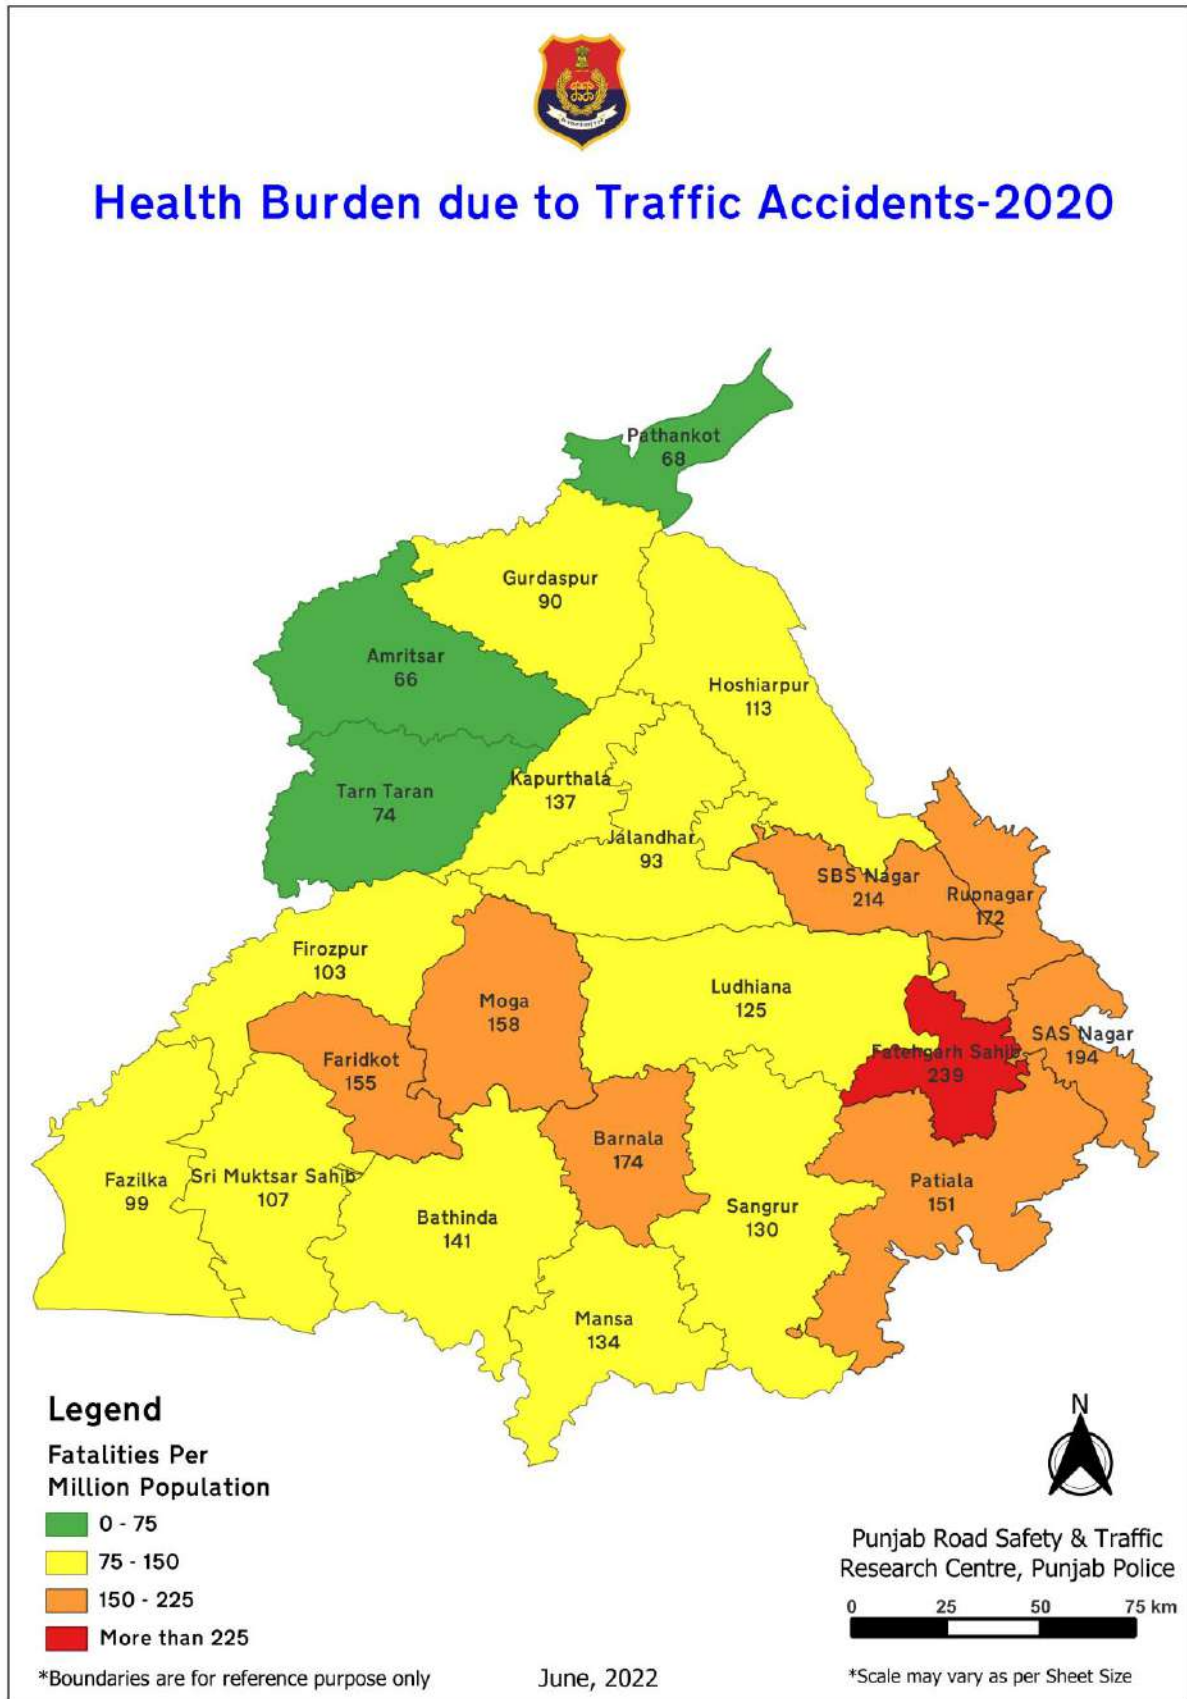 Health Burden due to Traffic Accidents-2020
Pathankot
68
Gurdaspur
90
Amritsar
66
Hoshiarpur
113
Tarn Taran
74
Kapurthala
137
Jalandhar
93
SBS Nagar
214
Rupnagar
172
Firozpur
103
Ludhiana
125
Moga
158
SAS Nagar
194
Faridkot
155
Fatehgarh Sahib
239
Barnala
174
Fazilka
99
Sri Muktsar Sahib
107
Patiala
151
Bathinda
141
Sangrur
130
Mansa
134
Legend
Fatalities Per
Million Population
0 - 75
75 - 150
150 - 225
More than 225
*Boundaries are for reference purpose only
June, 2022
N
Punjab Road Safety & Traffic
Research Centre, Punjab Police
0 25 50 75 km
*Scale may vary as per Sheet Size